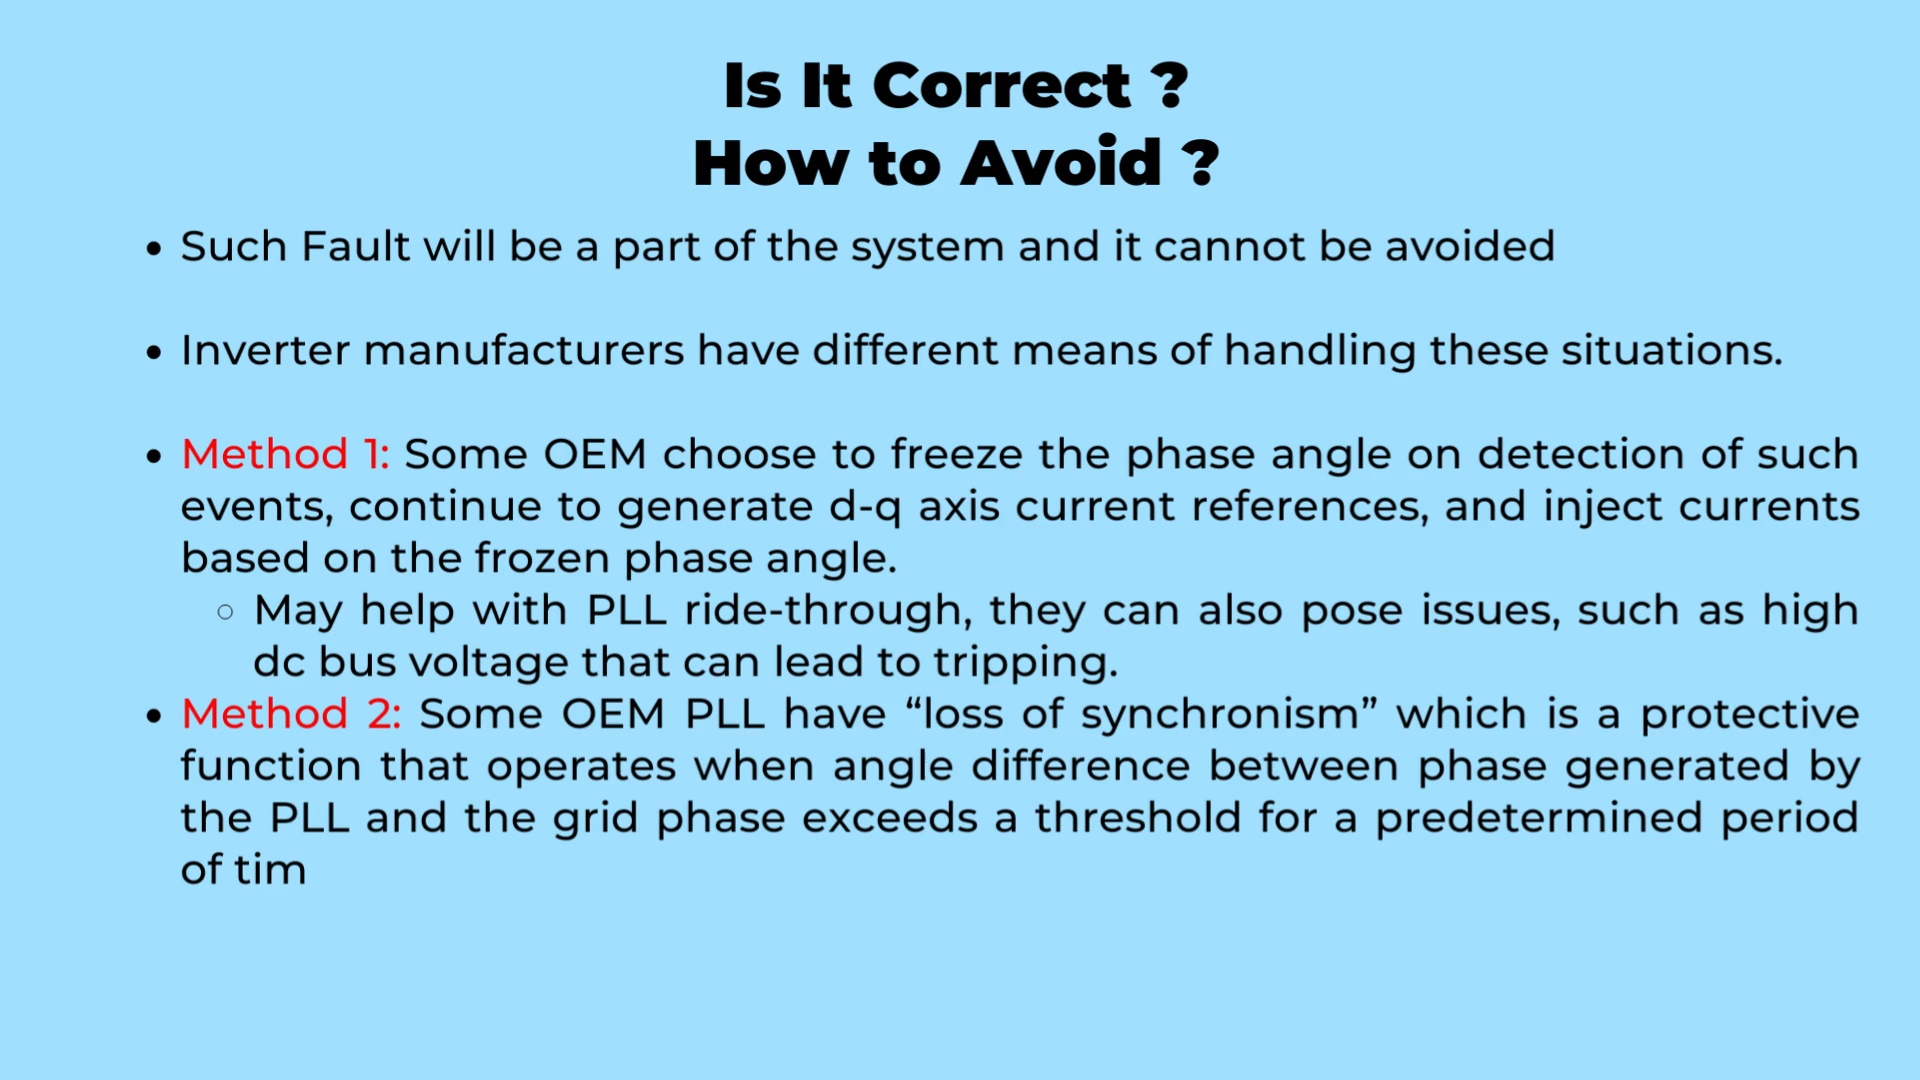 Is It Correct ?
How to Avoid ?
• Such Fault will be a part of the system and it cannot be avoided
• Inverter manufacturers have different means of handling these situations.
• Method 1: Some OEM choose to freeze the phase angle on detection of such
events, continue to generate d-q axis current references, and inject currents
based on the frozen phase angle.
○ May help with PLL ride-through, they can also pose issues, such as high
dc bus voltage that can lead to tripping.
• Method 2: Some OEM PLL have “loss of synchronism” which is a protective
function that operates when angle difference between phase generated by
the PLL and the grid phase exceeds a threshold for a predetermined period
of tim